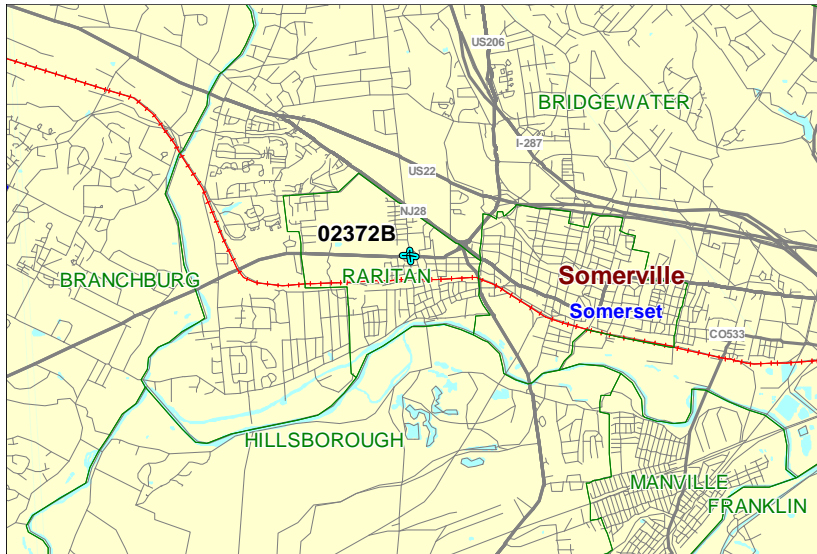 US206
BRIDGEWATER
I-287
US22
NJ28
02372B
RARITAN
BRANCHBURG
Somerville
Somerset
CO533
HILLSBOROUGH
MANVILLE
FRANKLIN